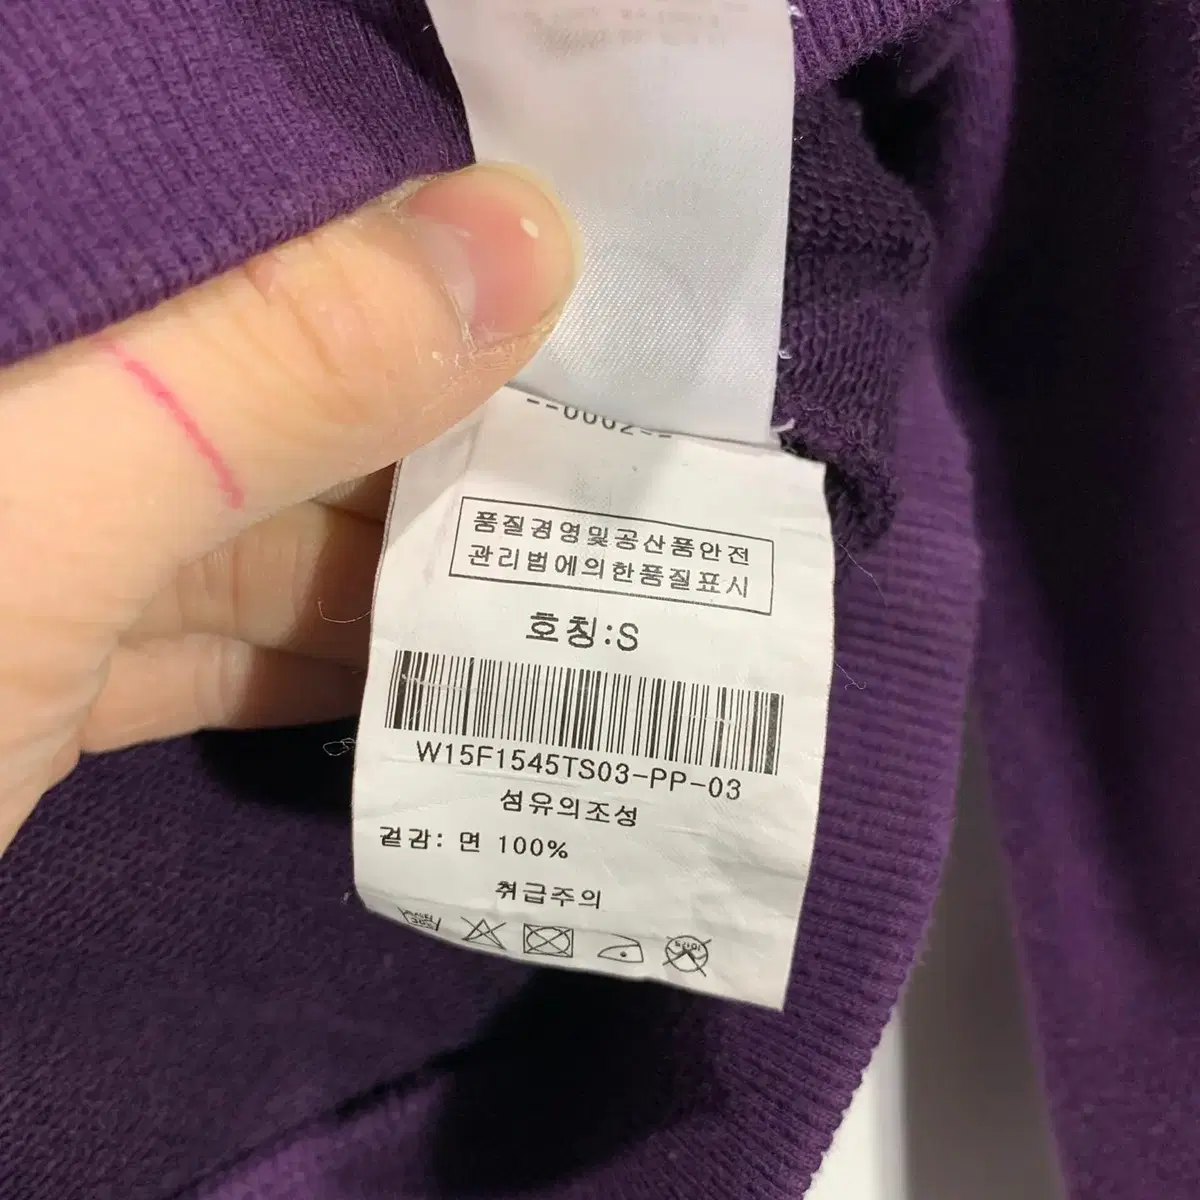 --0002--
품질경영및공산품안전
관리법에의한품질표시
호칭:S
W15F1545TS03-PP-03
섬유의조성
겉감: 면 100%
취급주의